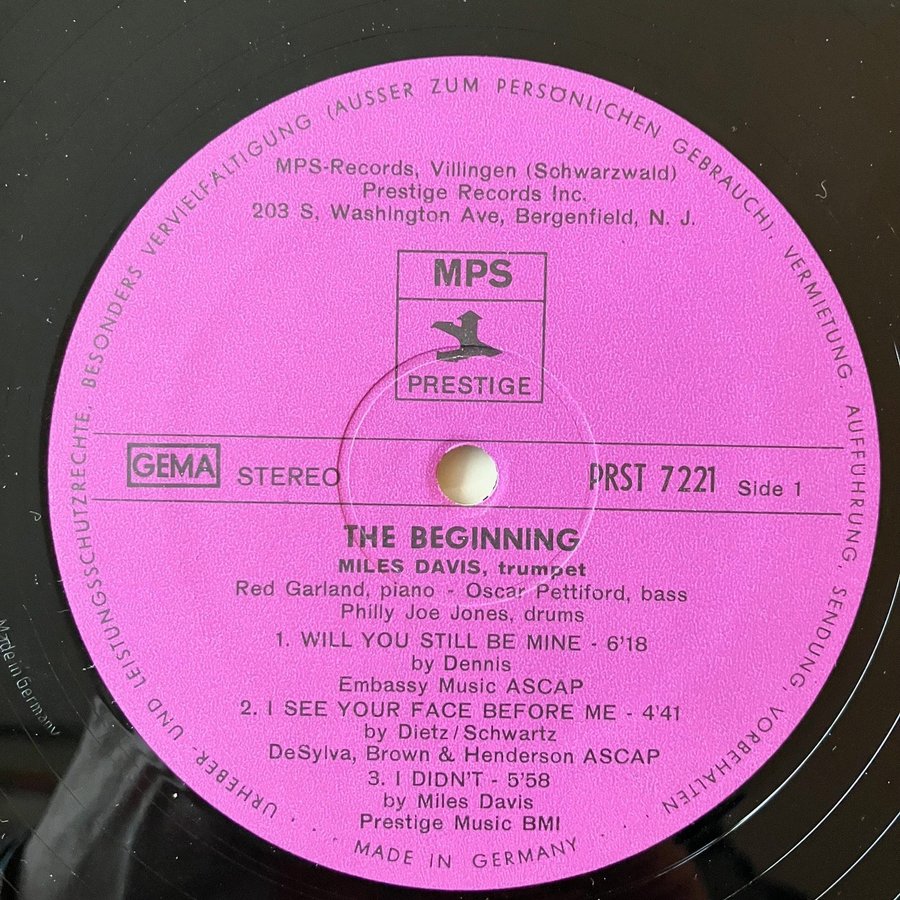 URHEBER- UND LEISTUNGSSCHUTZRECHTE, BESONDERS VERVIELFÄLTIGUNG (AUSSER ZUM PERSÖNLICHEN GEBRAUCH), VERMIETUNG. AUFFÜHRUNG, SENDUNG, VORBEHALTEN
MPS-Records, Villingen (Schwarzwald)
Prestige Records Inc.
203 S, Washington Ave, Bergenfield, N. J.
MPS
PRESTIGE
GEMA STEREO PRST 7221 Side 1
THE BEGINNING
MILES DAVIS, trumpet
Red Garland, piano - Oscar Pettiford, bass
Philly Joe Jones, drums
1. WILL YOU STILL BE MINE - 6'18
by Dennis
Embassy Music ASCAP
2. I SEE YOUR FACE BEFORE ME - 4'41
by Dietz/Schwartz
DeSylva, Brown & Henderson ASCAP
3. I DIDN'T - 5'58
by Miles Davis
Prestige Music BMI
. . . MADE IN GERMANY . . .
Made in Germany